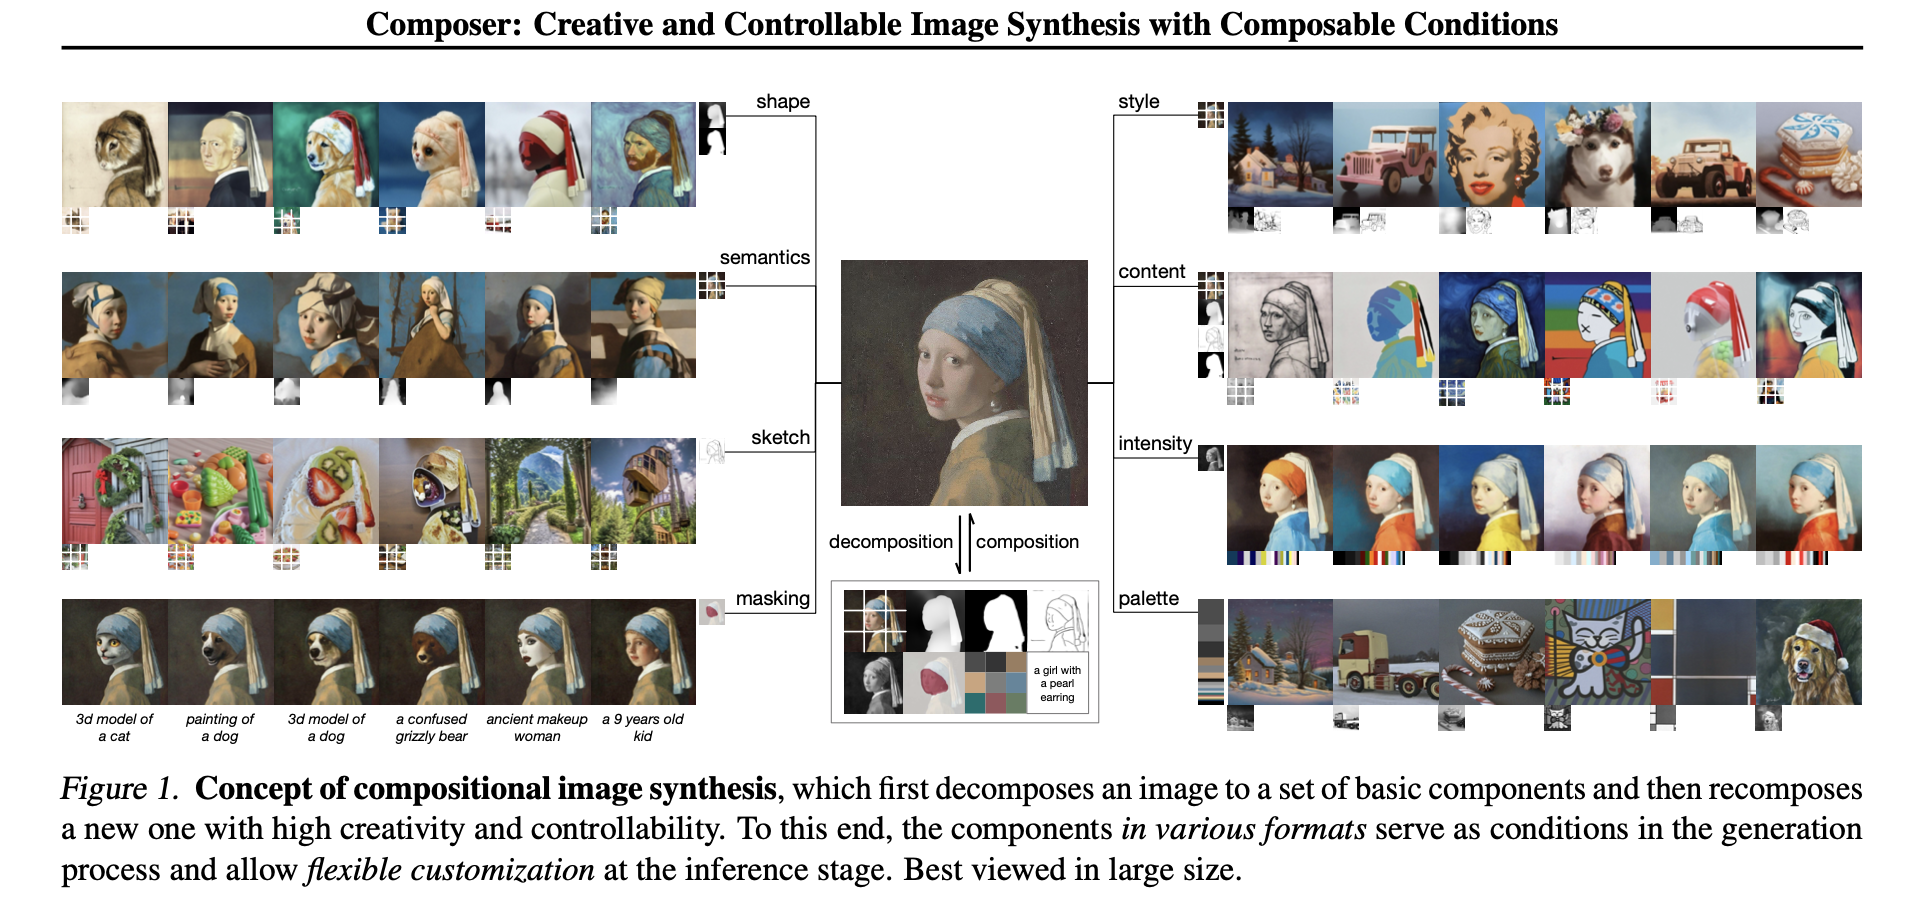 Composer: Creative and Controllable Image Synthesis with Composable Conditions
shape
semantics
sketch
masking
3d model of
a cat
painting of
a dog
3d model of
a dog
a confused
grizzly bear
ancient makeup
woman
a 9 years old
kid
decomposition
composition
a girl with
a pearl
earring
style
content
intensity
palette
Figure 1. Concept of compositional image synthesis, which first decomposes an image to a set of basic components and then recomposes
a new one with high creativity and controllability. To this end, the components in various formats serve as conditions in the generation
process and allow flexible customization at the inference stage. Best viewed in large size.